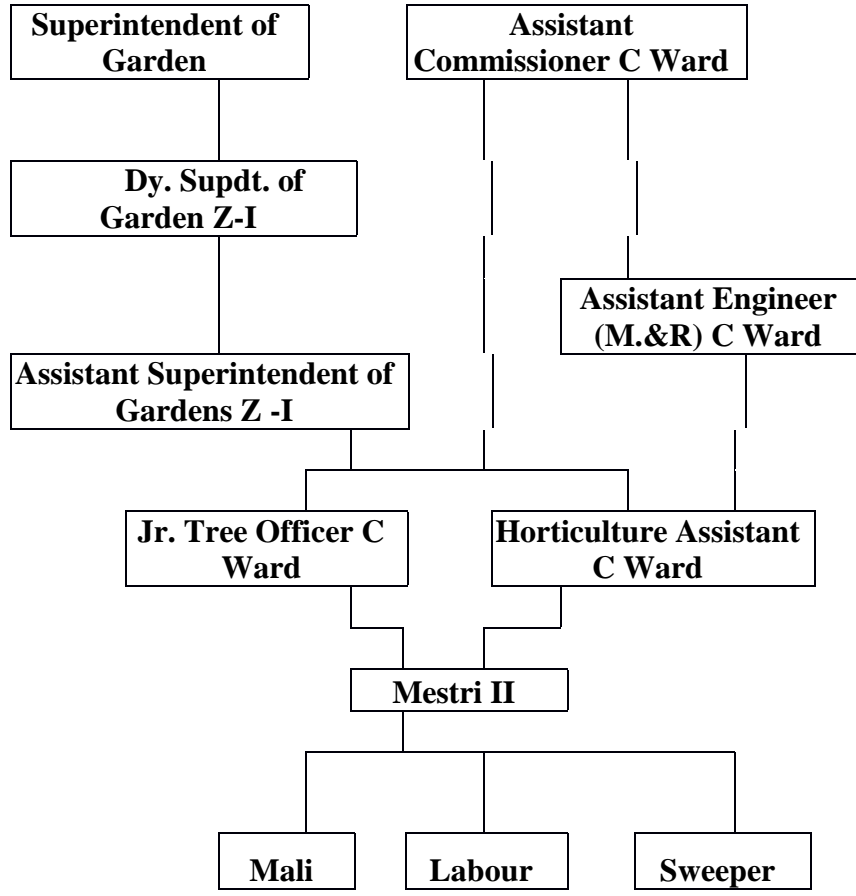 Superintendent of
Garden
Assistant
Commissioner C Ward
Dy. Supdt. of
Garden Z-I
Assistant Engineer
(M.&R) C Ward
Assistant Superintendent of
Gardens Z -I
Jr. Tree Officer C
Ward
Horticulture Assistant
C Ward
Mestri II
Mali
Labour
Sweeper